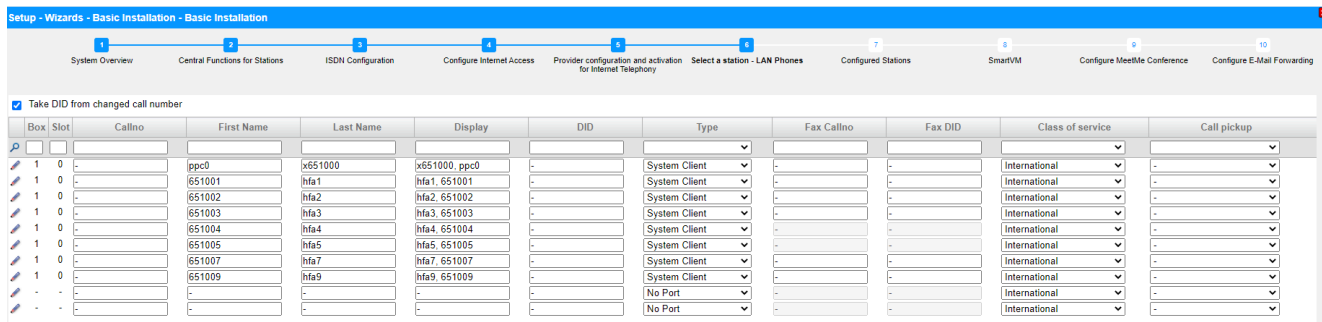 Setup - Wizards - Basic Installation - Basic Installation
1 2 3 4 5 6 7 8 9 10
System Overview Central Functions for Stations ISDN Configuration Configure Internet Access Provider configuration and activation for Internet Telephony Select a station - LAN Phones Configured Stations SmartVM Configure MeetMe Conference Configure E-Mail Forwarding
Take DID from changed call number
Box Slot Callno First Name Last Name Display DID Type Fax Callno Fax DID Class of service Call pickup
1 0 - ppc0 x651000 x651000, ppc0 - System Client - - International -
1 0 - 651001 hfa1 hfa1, 651001 - System Client - - International -
1 0 - 651002 hfa2 hfa2, 651002 - System Client - - International -
1 0 - 651003 hfa3 hfa3, 651003 - System Client - - International -
1 0 - 651004 hfa4 hfa4, 651004 - System Client - - International -
1 0 - 651005 hfa5 hfa5, 651005 - System Client - - International -
1 0 - 651007 hfa7 hfa7, 651007 - System Client - - International -
1 0 - 651009 hfa9 hfa9, 651009 - System Client - - International -
- - - - - - - No Port - - International -
- - - - - - - No Port - - International -